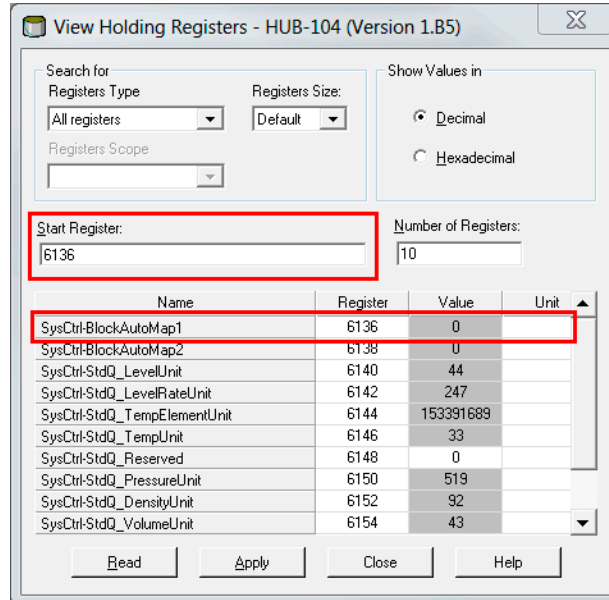 View Holding Registers - HUB-104 (Version 1.B5)
Search for
Show Values in
Registers Type
Registers Size:
All registers
Default
Decimal
Registers Scope
Hexadecimal
Start Register:
Number of Registers:
6136
10
Name Register Value Unit
SysCtrl-BlockAutoMap1 6136 0
SysCtrl-BlockAutoMap2 6138 0
SysCtrl-StdQ_LevelUnit 6140 44
SysCtrl-StdQ_LevelRateUnit 6142 247
SysCtrl-StdQ_TempElementUnit 6144 153391689
SysCtrl-StdQ_TempUnit 6146 33
SysCtrl-StdQ_Reserved 6148 0
SysCtrl-StdQ_PressureUnit 6150 519
SysCtrl-StdQ_DensityUnit 6152 92
SysCtrl-StdQ_VolumeUnit 6154 43
Read Apply Close Help